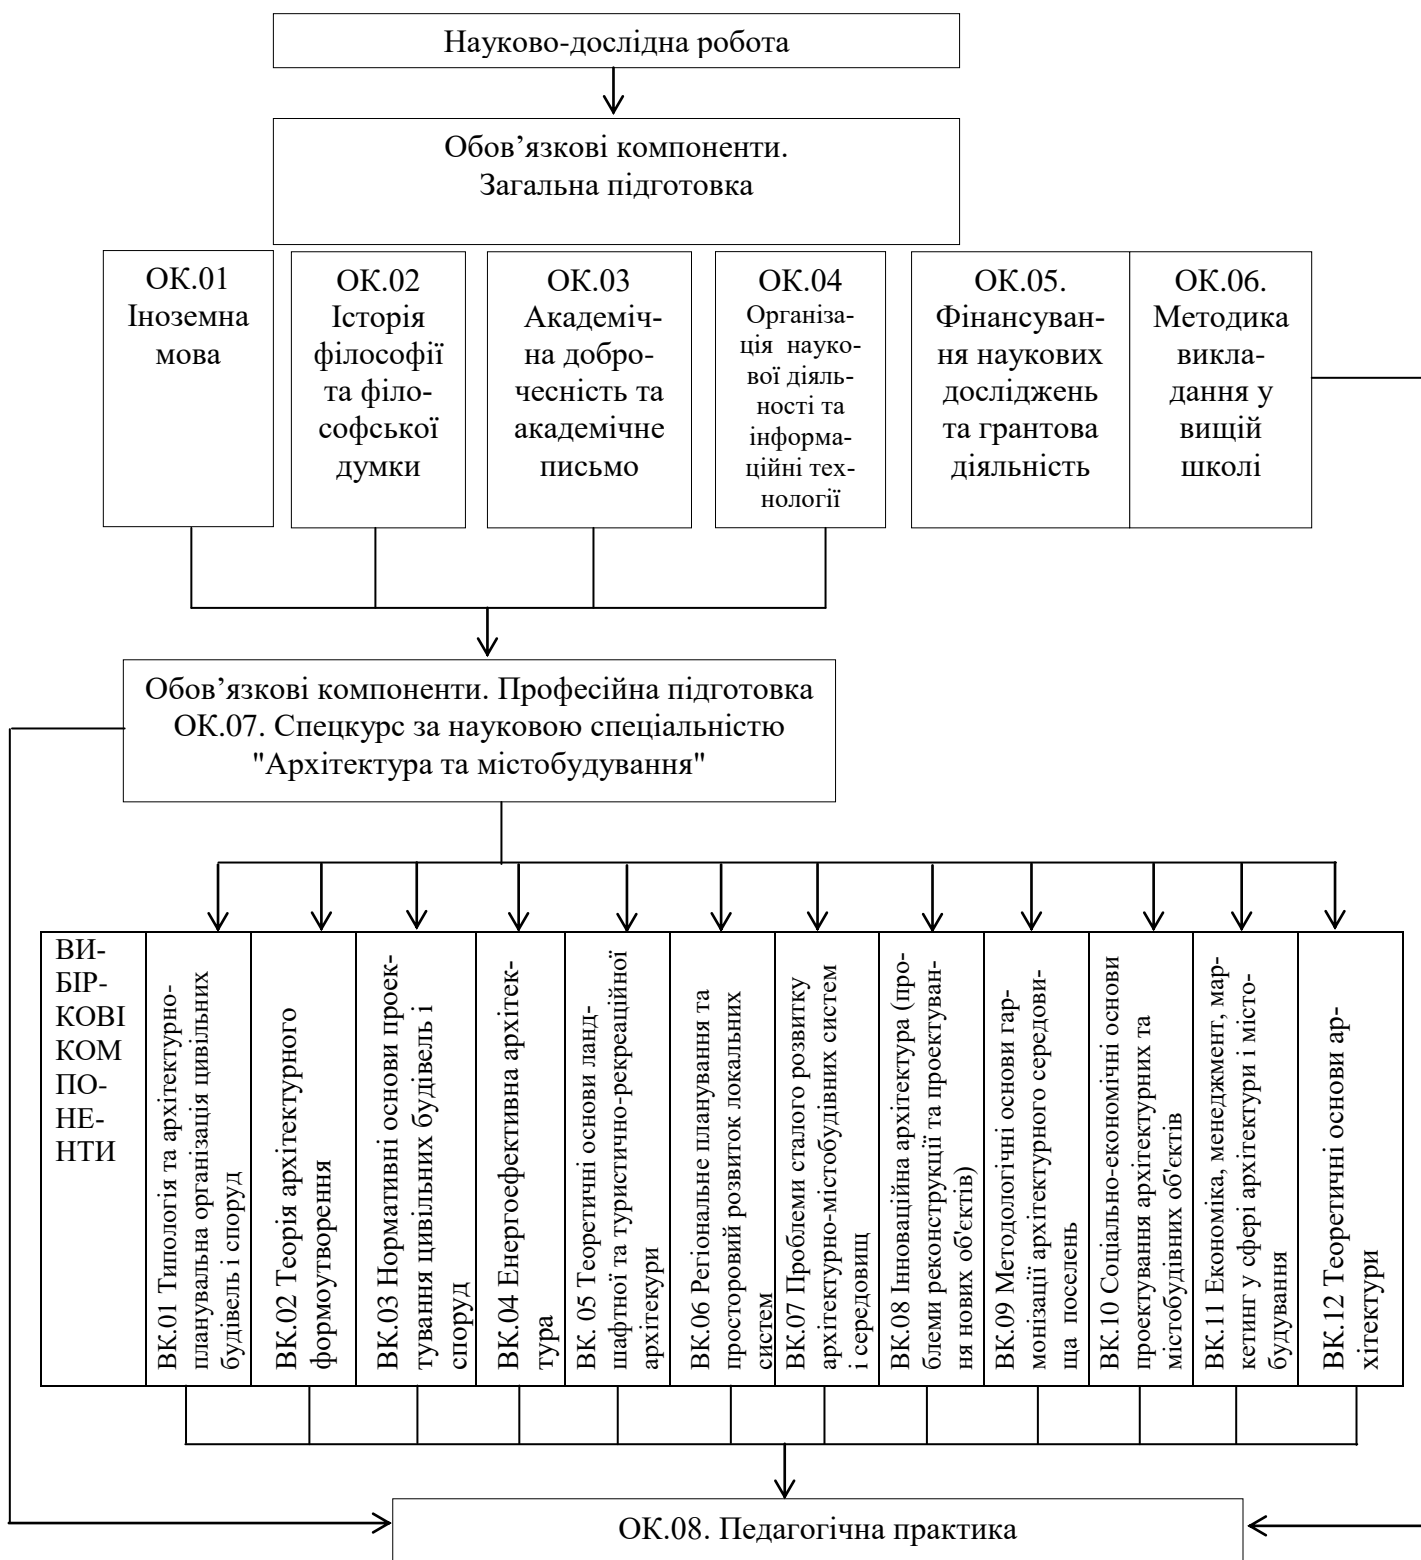 Науково-дослідна робота
Обов’язкові компоненти.
Загальна підготовка
ОК.01
Іноземна
мова
ОК.02
Історія
філософії
та філо-
софської
думки
ОК.03
Академіч-
на добро-
чесність та
академічне
письмо
ОК.04
Організа-
ція науко-
вої діяль-
ності та
інформа-
ційні тех-
нології
ОК.05.
Фінансуван-
ня наукових
досліджень
та грантова
діяльність
ОК.06.
Методика
викла-
дання у
вищій
школі
Обов’язкові компоненти. Професійна підготовка
ОК.07. Спецкурс за науковою спеціальністю
"Архітектура та містобудування"
ВИ-
БІР-
КОВІ
КОМ
ПО-
НЕ-
НТИ
ВК.01 Типологія та архітектурно-
планувальна організація цивільних
будівель і споруд
ВК.02 Теорія архітектурного
формоутворення
ВК.03 Нормативні основи проек-
тування цивільних будівель і
споруд
ВК.04 Енергоефективна архітек-
тура
ВК. 05 Теоретичні основи ланд-
шафтної та туристично-рекреаційної
архітекури
ВК.06 Регіональне планування та
просторовий розвиток локальних
систем
ВК.07 Проблеми сталого розвитку
архітектурно-містобудівних систем
і середовищ
ВК.08 Інноваційна архітектура (про-
блеми реконструкції та проектуван-
ня нових об'єктів)
ВК.09 Методологічні основи гар-
монізації архітектурного середови-
ща поселень
ВК.10 Соціально-економічні основи
проектування архітектурних та
містобудівних об'єктів
ВК.11 Економіка, менеджмент, мар-
кетинг у сфері архітектури і місто-
будування
ВК.12 Теоретичні основи ар-
хітектури
ОК.08. Педагогічна практика